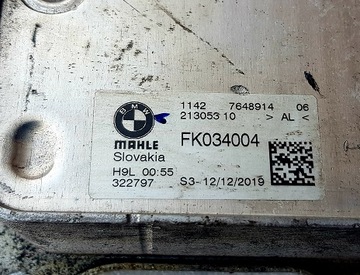 BMW
1142 7648914 06
21305310 > AL <
MAHLE FK034004
Slovakia
H9L 00:55
322797 S3-12/12/2019